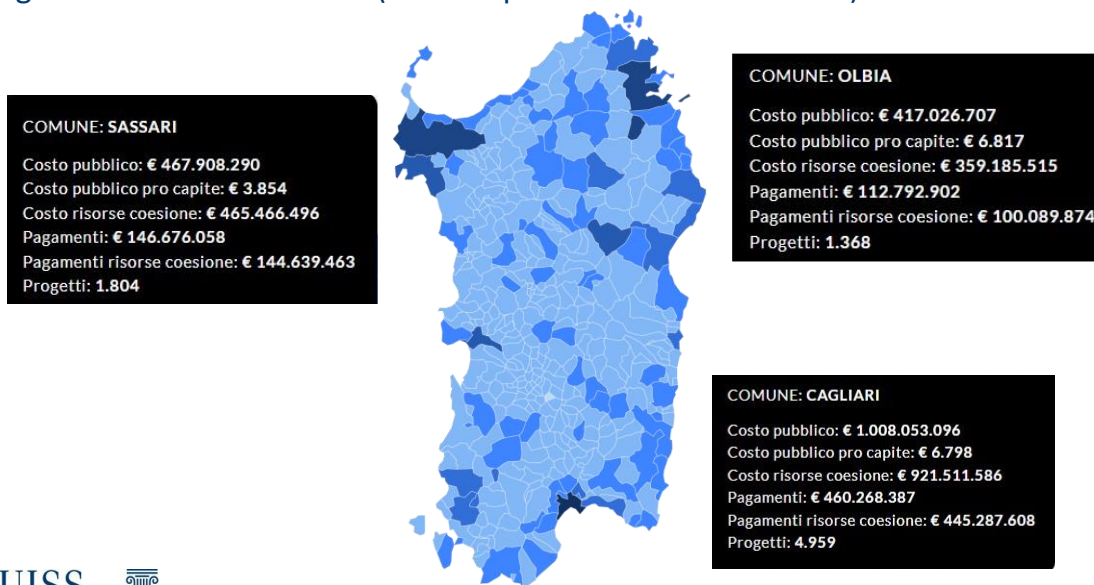 COMUNE: SASSARI
Costo pubblico: € 467.908.290
Costo pubblico pro capite: € 3.854
Costo risorse coesione: € 465.466.496
Pagamenti: € 146.676.058
Pagamenti risorse coesione: € 144.639.463
Progetti: 1.804
COMUNE: OLBIA
Costo pubblico: € 417.026.707
Costo pubblico pro capite: € 6.817
Costo risorse coesione: € 359.185.515
Pagamenti: € 112.792.902
Pagamenti risorse coesione: € 100.089.874
Progetti: 1.368
COMUNE: CAGLIARI
Costo pubblico: € 1.008.053.096
Costo pubblico pro capite: € 6.798
Costo risorse coesione: € 921.511.586
Pagamenti: € 460.268.387
Pagamenti risorse coesione: € 445.287.608
Progetti: 4.959